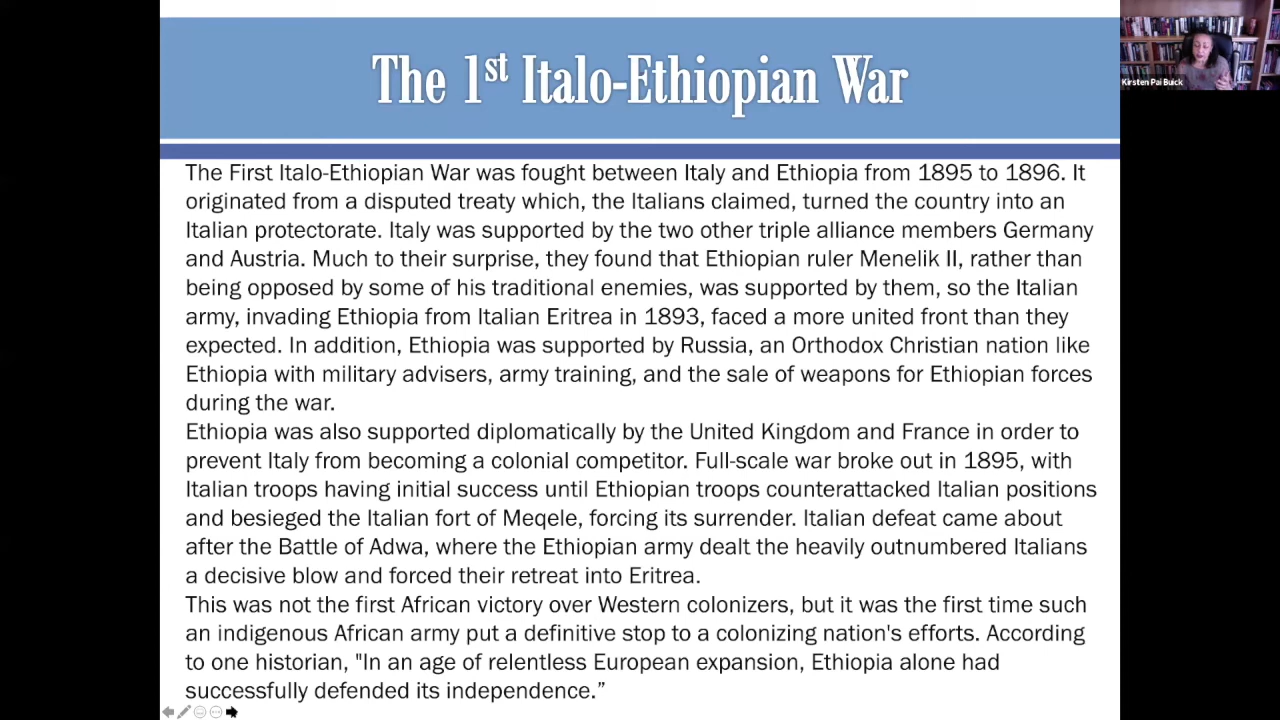 The 1st Italo-Ethiopian War
Kirsten Pai Buick
The First Italo-Ethiopian War was fought between Italy and Ethiopia from 1895 to 1896. It
originated from a disputed treaty which, the Italians claimed, turned the country into an
Italian protectorate. Italy was supported by the two other triple alliance members Germany
and Austria. Much to their surprise, they found that Ethiopian ruler Menelik II, rather than
being opposed by some of his traditional enemies, was supported by them, so the Italian
army, invading Ethiopia from Italian Eritrea in 1893, faced a more united front than they
expected. In addition, Ethiopia was supported by Russia, an Orthodox Christian nation like
Ethiopia with military advisers, army training, and the sale of weapons for Ethiopian forces
during the war.
Ethiopia was also supported diplomatically by the United Kingdom and France in order to
prevent Italy from becoming a colonial competitor. Full-scale war broke out in 1895, with
Italian troops having initial success until Ethiopian troops counterattacked Italian positions
and besieged the Italian fort of Meqele, forcing its surrender. Italian defeat came about
after the Battle of Adwa, where the Ethiopian army dealt the heavily outnumbered Italians
a decisive blow and forced their retreat into Eritrea.
This was not the first African victory over Western colonizers, but it was the first time such
an indigenous African army put a definitive stop to a colonizing nation's efforts. According
to one historian, "In an age of relentless European expansion, Ethiopia alone had
successfully defended its independence.”